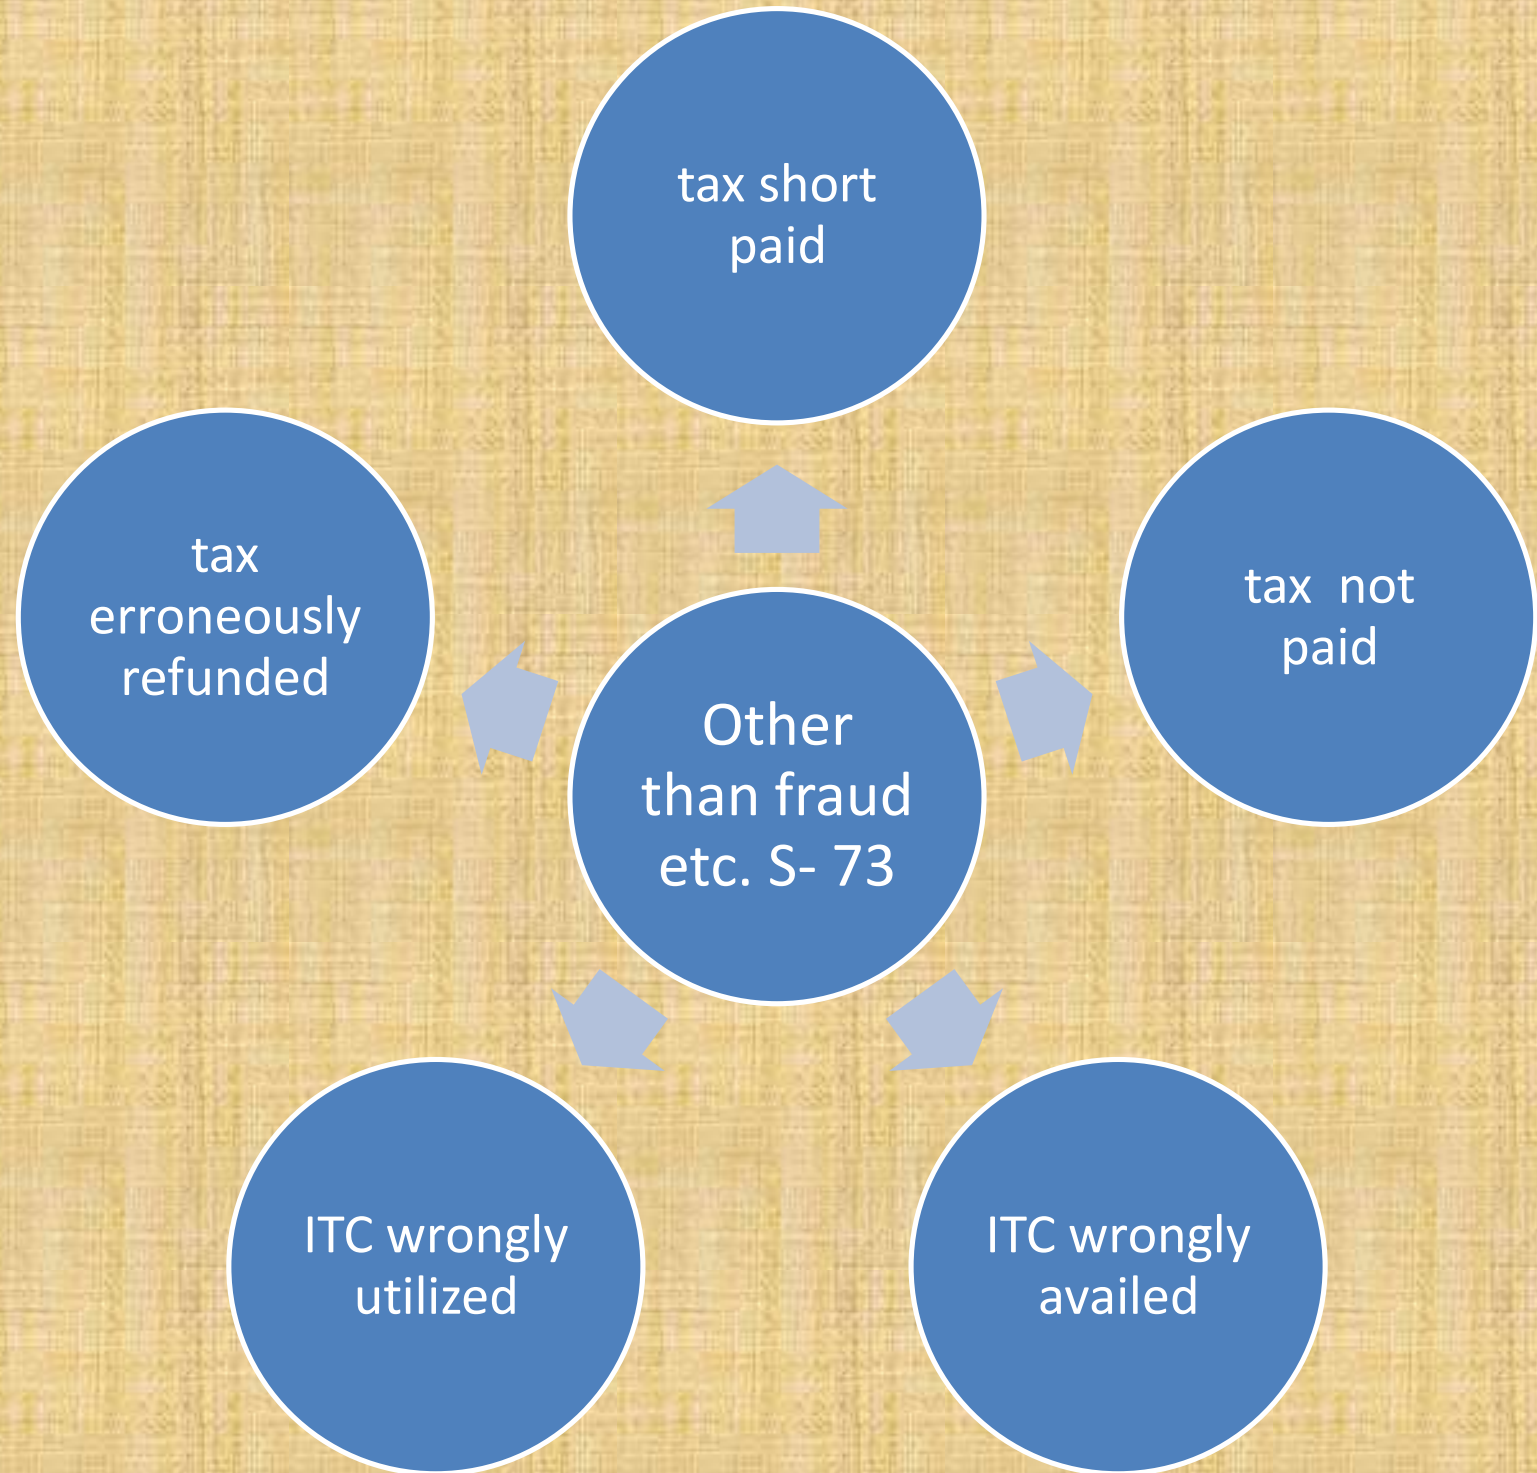 tax short
paid
tax
erroneously
refunded
tax  not
paid
Other
than fraud
etc. S- 73
ITC wrongly
utilized
ITC wrongly
availed